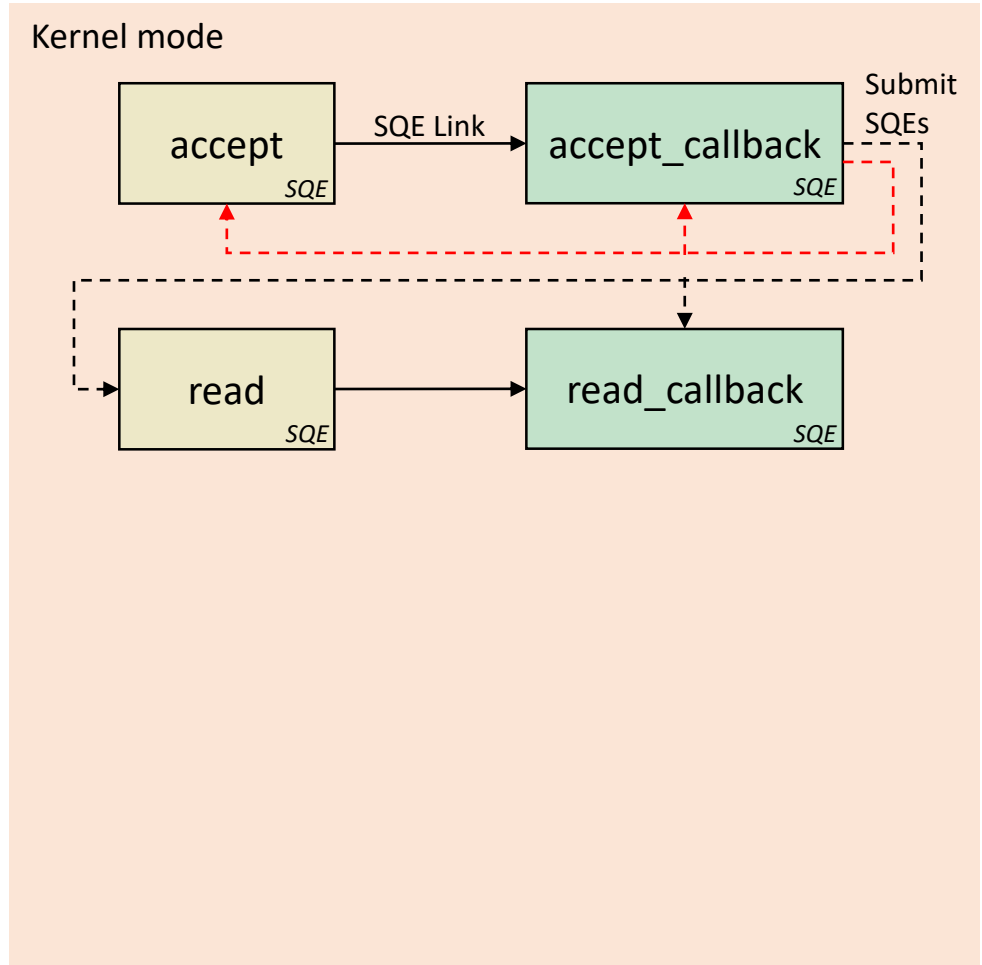 Kernel mode
accept
SQE
SQE Link
accept_callback
SQE
Submit
SQEs
read
SQE
read_callback
SQE